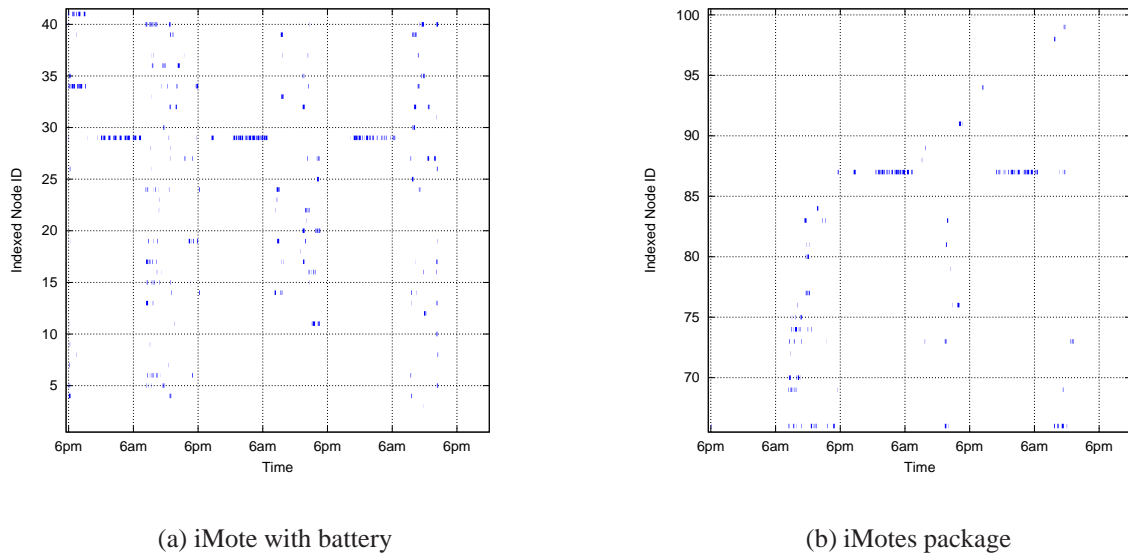 40
35
30
25
20
15
10
5
Indexed Node ID
6pm 6am 6pm 6am 6pm 6am 6pm
Time
(a) iMote with battery
100
95
90
85
80
75
70
Indexed Node ID
6pm 6am 6pm 6am 6pm 6am 6pm
Time
(b) iMotes package